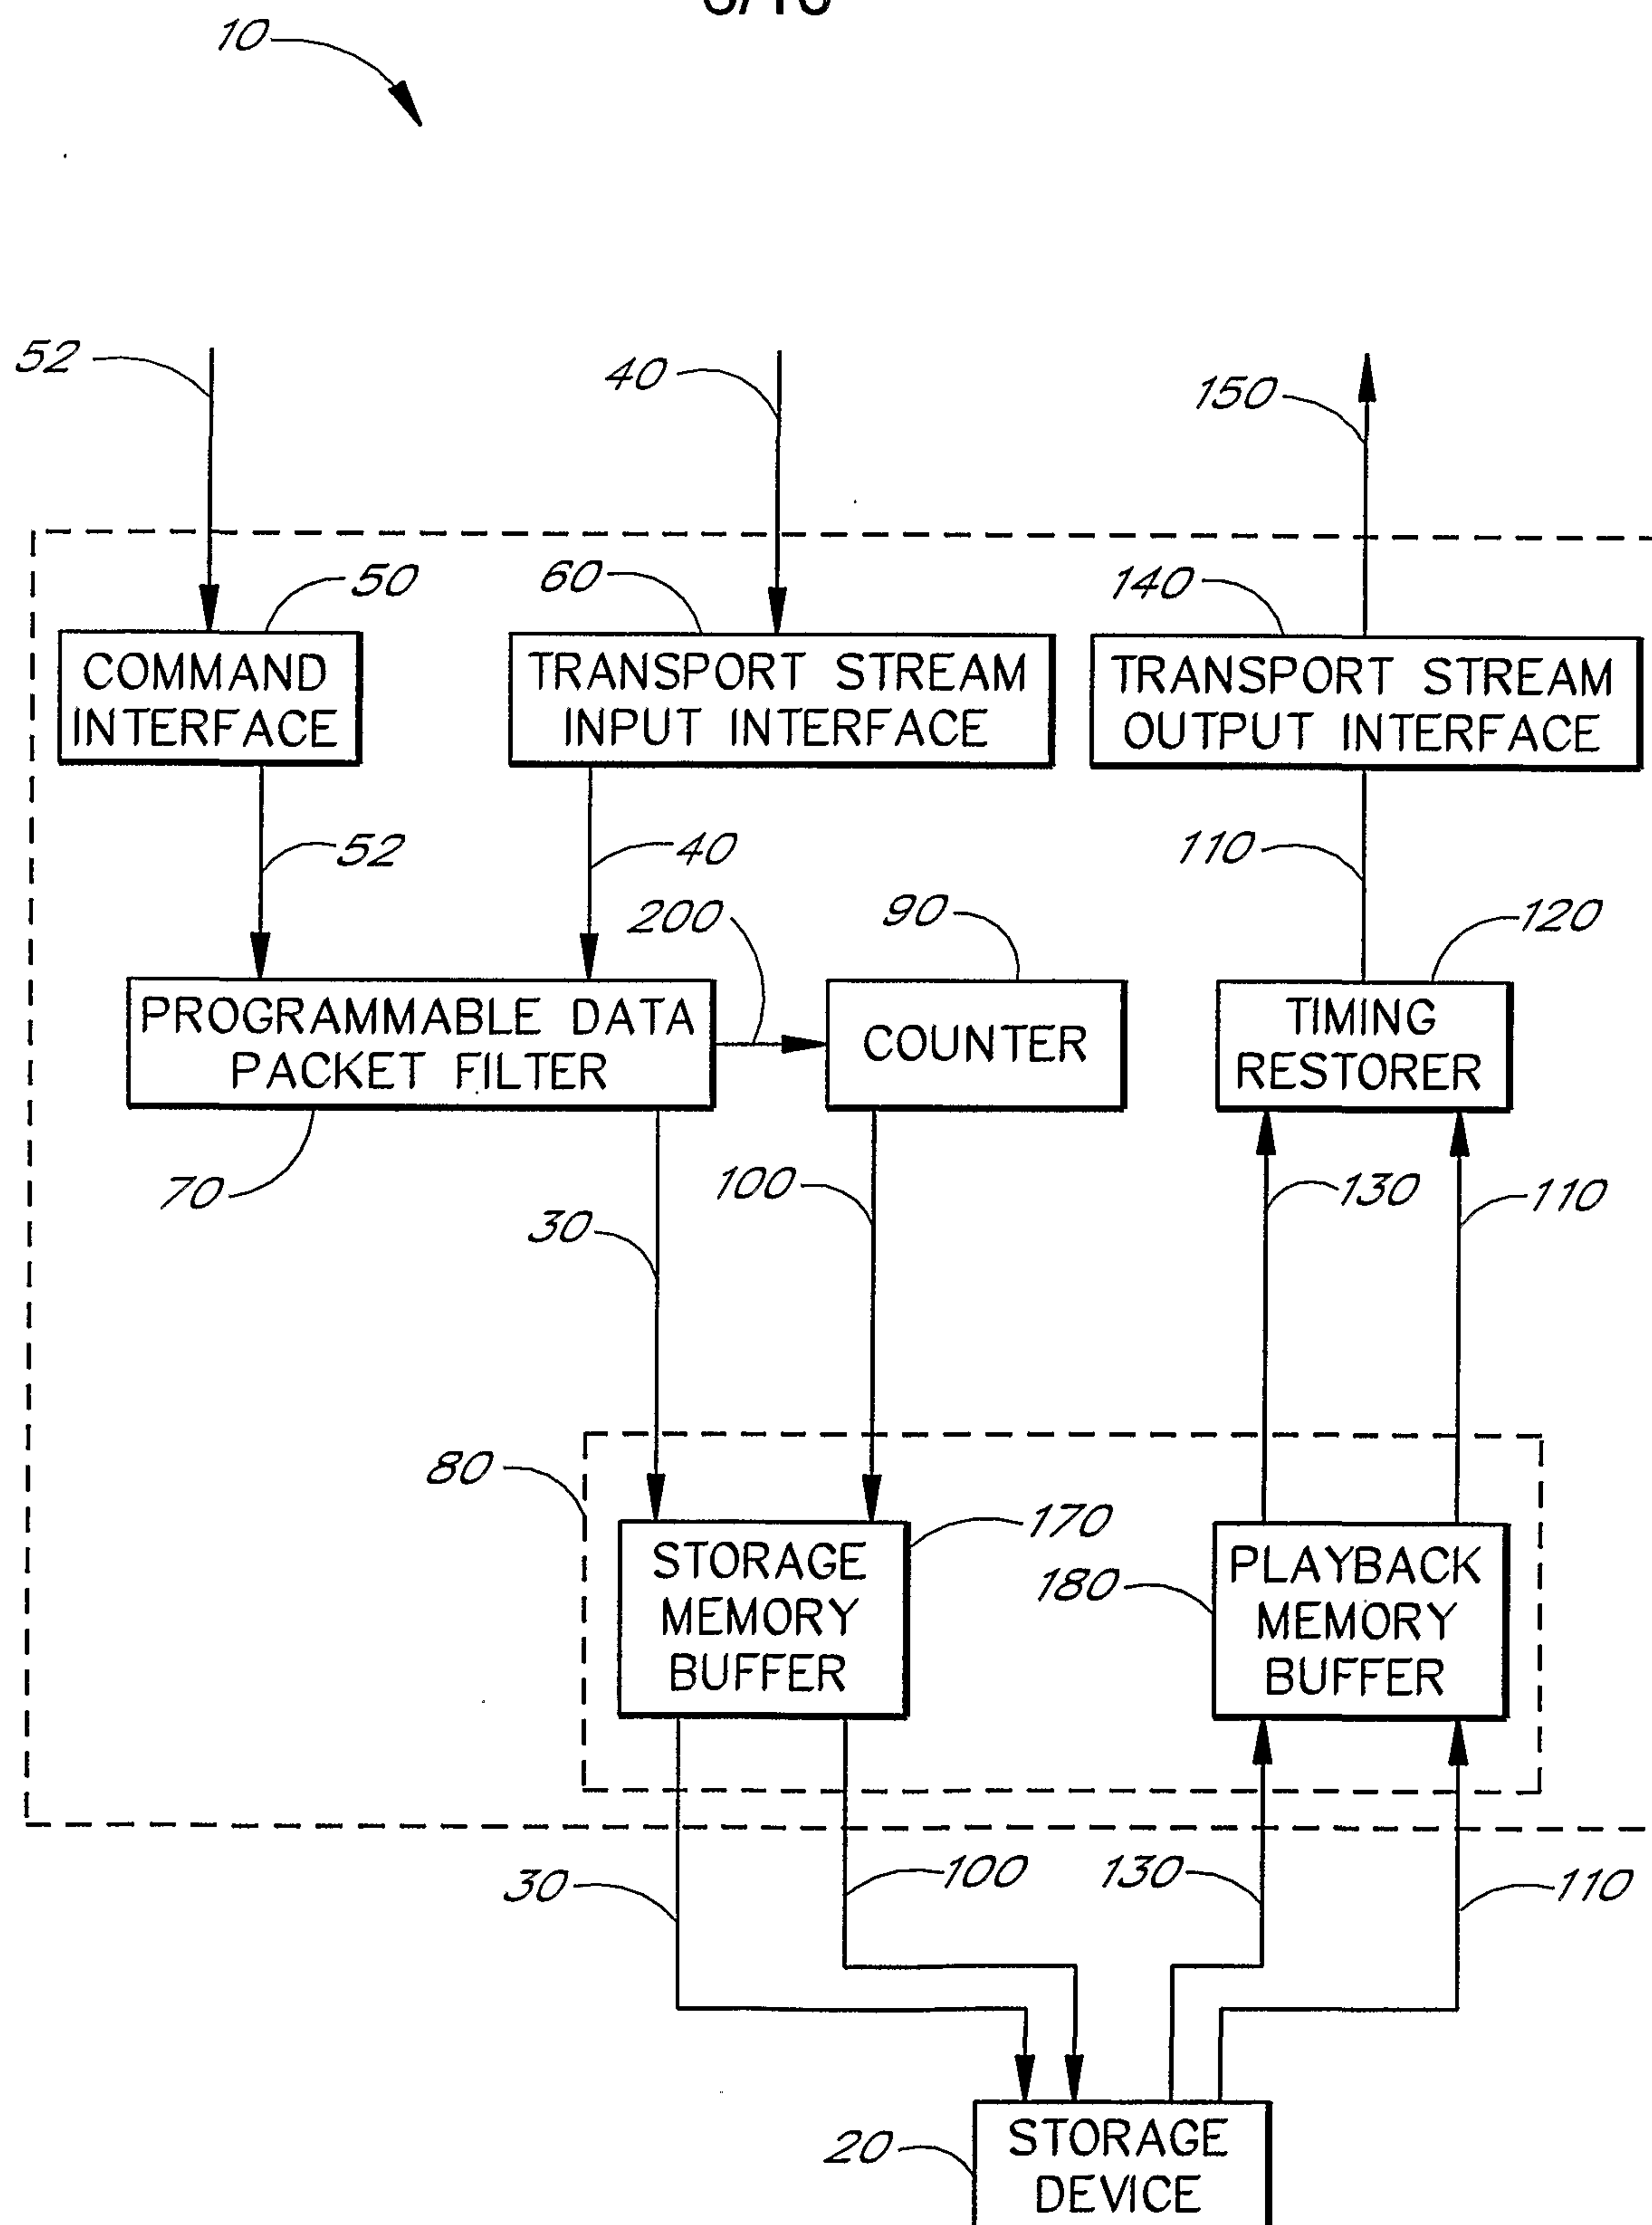 10
52
40
150
50
60
140
COMMAND
INTERFACE
TRANSPORT STREAM
INPUT INTERFACE
TRANSPORT STREAM
OUTPUT INTERFACE
52
40
110
200
90
120
PROGRAMMABLE DATA
PACKET FILTER
COUNTER
TIMING
RESTORER
70
30
100
130
110
80
170
180
STORAGE
MEMORY
BUFFER
PLAYBACK
MEMORY
BUFFER
30
100
130
110
20
STORAGE
DEVICE